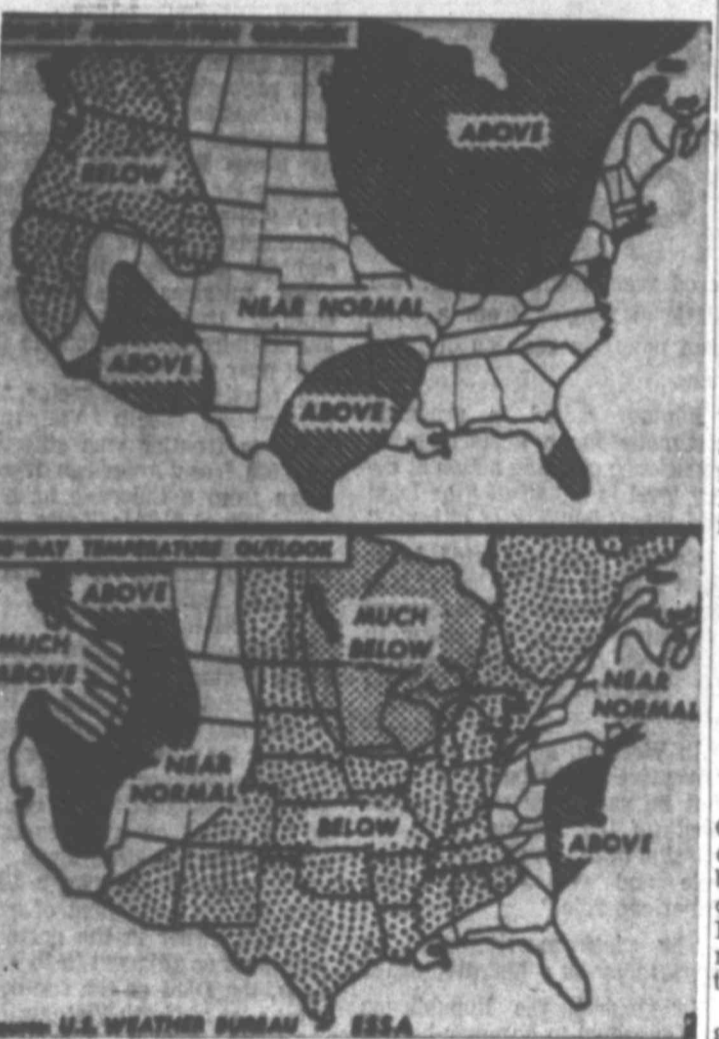 PRECIPITATION OUTLOOK
ABOVE
BELOW
NEAR NORMAL
ABOVE
ABOVE
-DAY TEMPERATURE OUTLOOK
ABOVE
MUCH
BELOW
MUCH
ABOVE
NEAR
NORMAL
NEAR
NORMAL
BELOW
ABOVE
U.S. WEATHER BUREAU ESSA